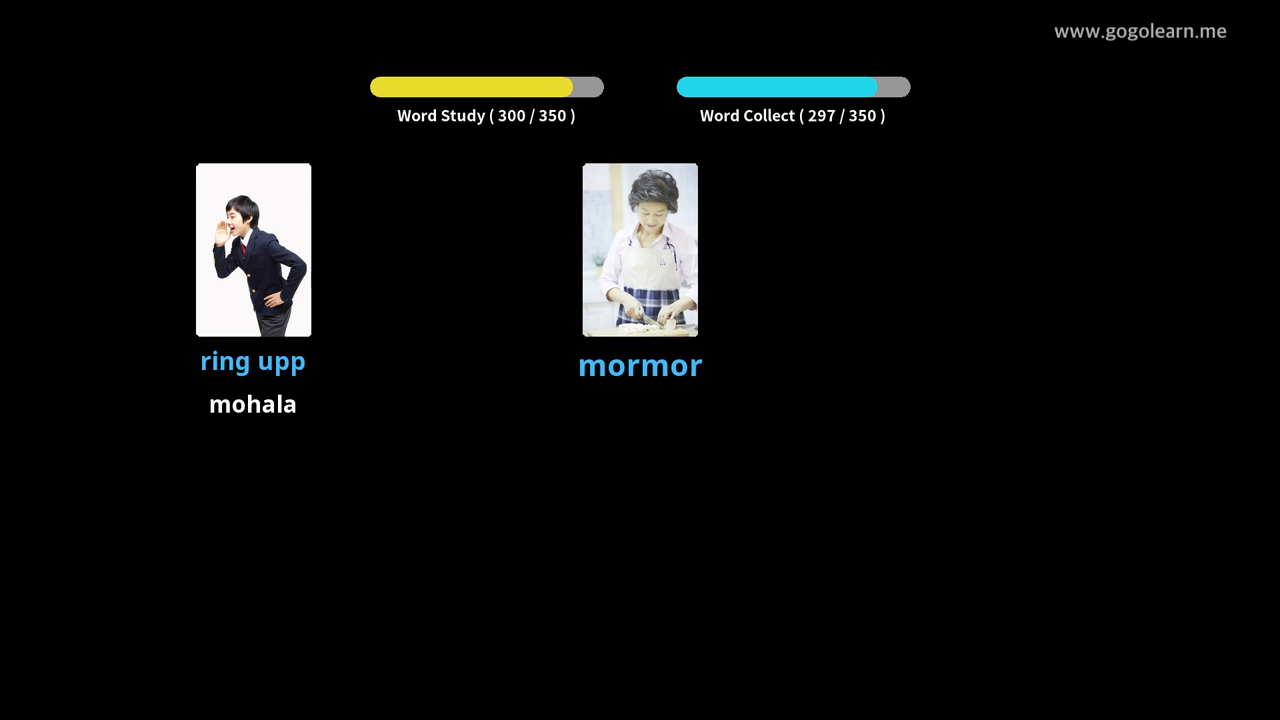 www.gogolearn.me
Word Study ( 300 / 350 )
Word Collect ( 297 / 350 )
ring upp
mohala
mormor